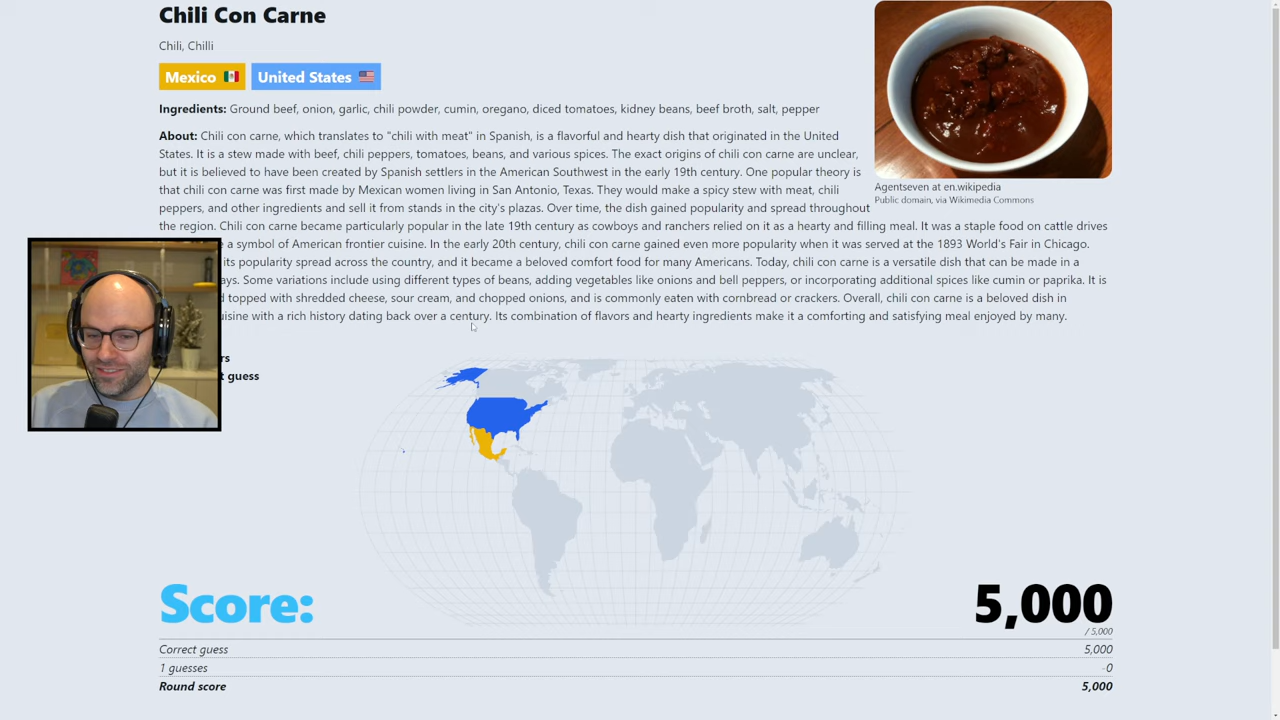 Chili Con Carne
Chili, Chilli
Mexico
United States
Ingredients: Ground beef, onion, garlic, chili powder, cumin, oregano, diced tomatoes, kidney beans, beef broth, salt, pepper
About: Chili con carne, which translates to "chili with meat" in Spanish, is a flavorful and hearty dish that originated in the United
States. It is a stew made with beef, chili peppers, tomatoes, beans, and various spices. The exact origins of chili con carne are unclear,
but it is believed to have been created by Spanish settlers in the American Southwest in the early 19th century. One popular theory is
that chili con carne was first made by Mexican women living in San Antonio, Texas. They would make a spicy stew with meat, chili
peppers, and other ingredients and sell it from stands in the city's plazas. Over time, the dish gained popularity and spread throughout
the region. Chili con carne became particularly popular in the late 19th century as cowboys and ranchers relied on it as a hearty and filling meal. It was a staple food on cattle drives
a symbol of American frontier cuisine. In the early 20th century, chili con carne gained even more popularity when it was served at the 1893 World's Fair in Chicago.
its popularity spread across the country, and it became a beloved comfort food for many Americans. Today, chili con carne is a versatile dish that can be made in a
Some variations include using different types of beans, adding vegetables like onions and bell peppers, or incorporating additional spices like cumin or paprika. It is
topped with shredded cheese, sour cream, and chopped onions, and is commonly eaten with cornbread or crackers. Overall, chili con carne is a beloved dish in
with a rich history dating back over a century. Its combination of flavors and hearty ingredients make it a comforting and satisfying meal enjoyed by many.
Agentseven at en.wikipedia
Public domain, via Wikimedia Commons
guess
Score:
5,000
/ 5,000
Correct guess 5,000
1 guesses -0
Round score 5,000